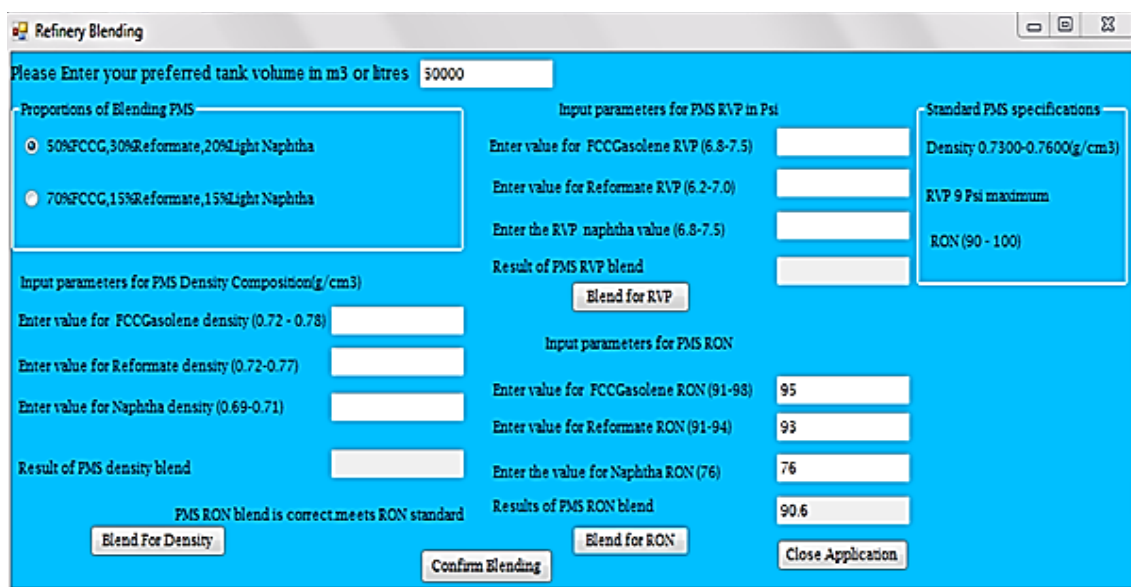 Refinery Blending
Please Enter your preferred tank volume in m3 or litres 50000
Proportions of Blending PMS
50%FCCG,30%Reformate,20%Light Naphtha
70%FCCG,15%Reformate,15%Light Naphtha
Input parameters for PMS Density Composition(g/cm3)
Enter value for FCCGasolene density (0.72 - 0.78)
Enter value for Reformate density (0.72-0.77)
Enter value for Naphtha density (0.69-0.71)
Result of PMS density blend
PMS RON blend is correct.meets RON standard
Blend For Density
Confirm Blending
Input parameters for PMS RVP in Psi
Enter value for FCCGasolene RVP (6.8-7.5)
Enter value for Reformate RVP (6.2-7.0)
Enter the RVP naphtha value (6.8-7.5)
Result of PMS RVP blend
Blend for RVP
Input parameters for PMS RON
Enter value for FCCGasolene RON (91-98) 95
Enter value for Reformate RON (91-94) 93
Enter the value for Naphtha RON (76) 76
Results of PMS RON blend 90.6
Blend for RON
Close Application
Standard PMS specifications
Density 0.7300-0.7600(g/cm3)
RVP 9 Psi maximum
RON (90 - 100)